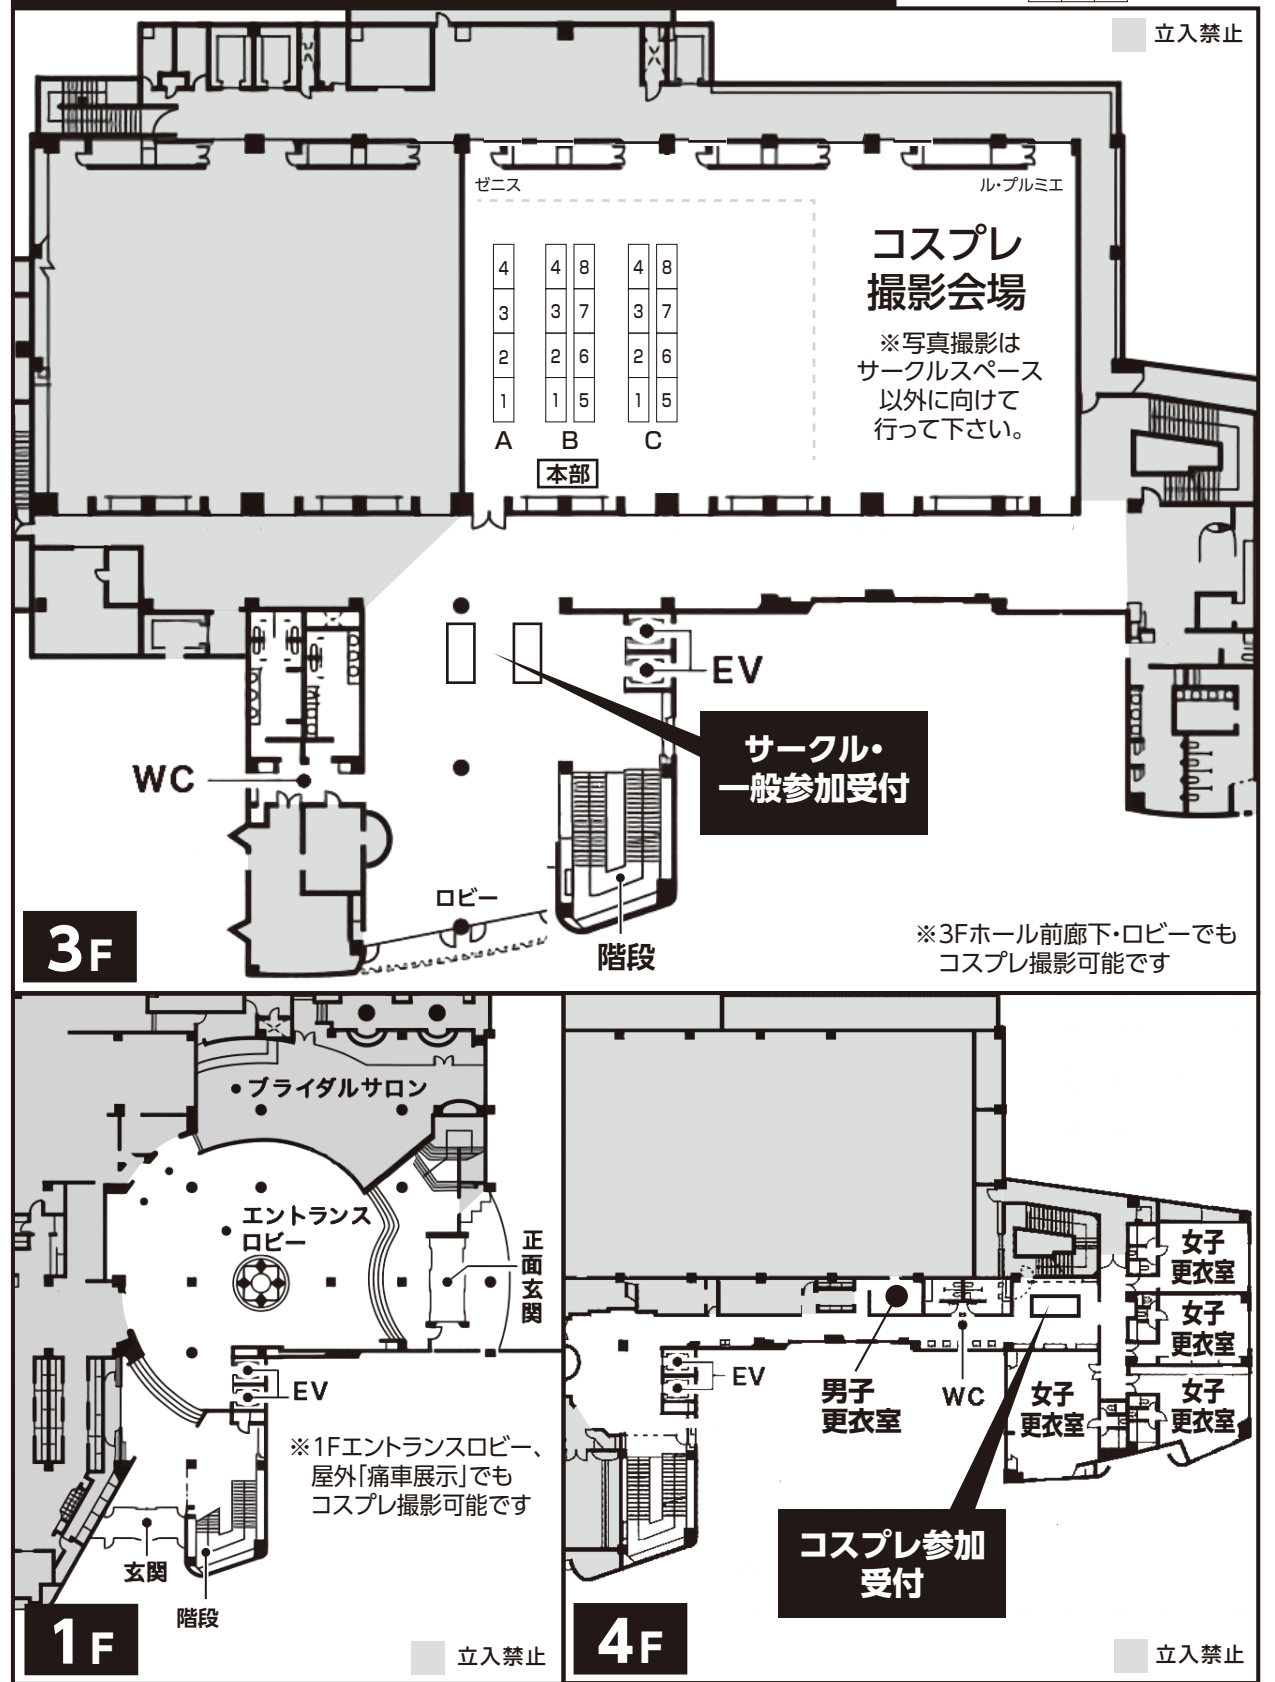 立入禁止
ゼニス
ル・プルミエ
コスプレ
撮影会場
※写真撮影は
サークルスペース
以外に向けて
行って下さい。
4
3
2
1
A
4 8
3 7
2 6
1 5
B
4 8
3 7
2 6
1 5
C
本部
EV
サークル・
一般参加受付
WC
ロビー
階段
3F
※3Fホール前廊下・ロビーでも
コスプレ撮影可能です
ブライダルサロン
エントランス
ロビー
正面玄関
EV
※1Fエントランスロビー、
屋外「痛車展示」でも
コスプレ撮影可能です
玄関
階段
1F
立入禁止
女子
更衣室
女子
更衣室
女子
更衣室
女子
更衣室
EV
男子
更衣室
WC
コスプレ参加
受付
4F
立入禁止